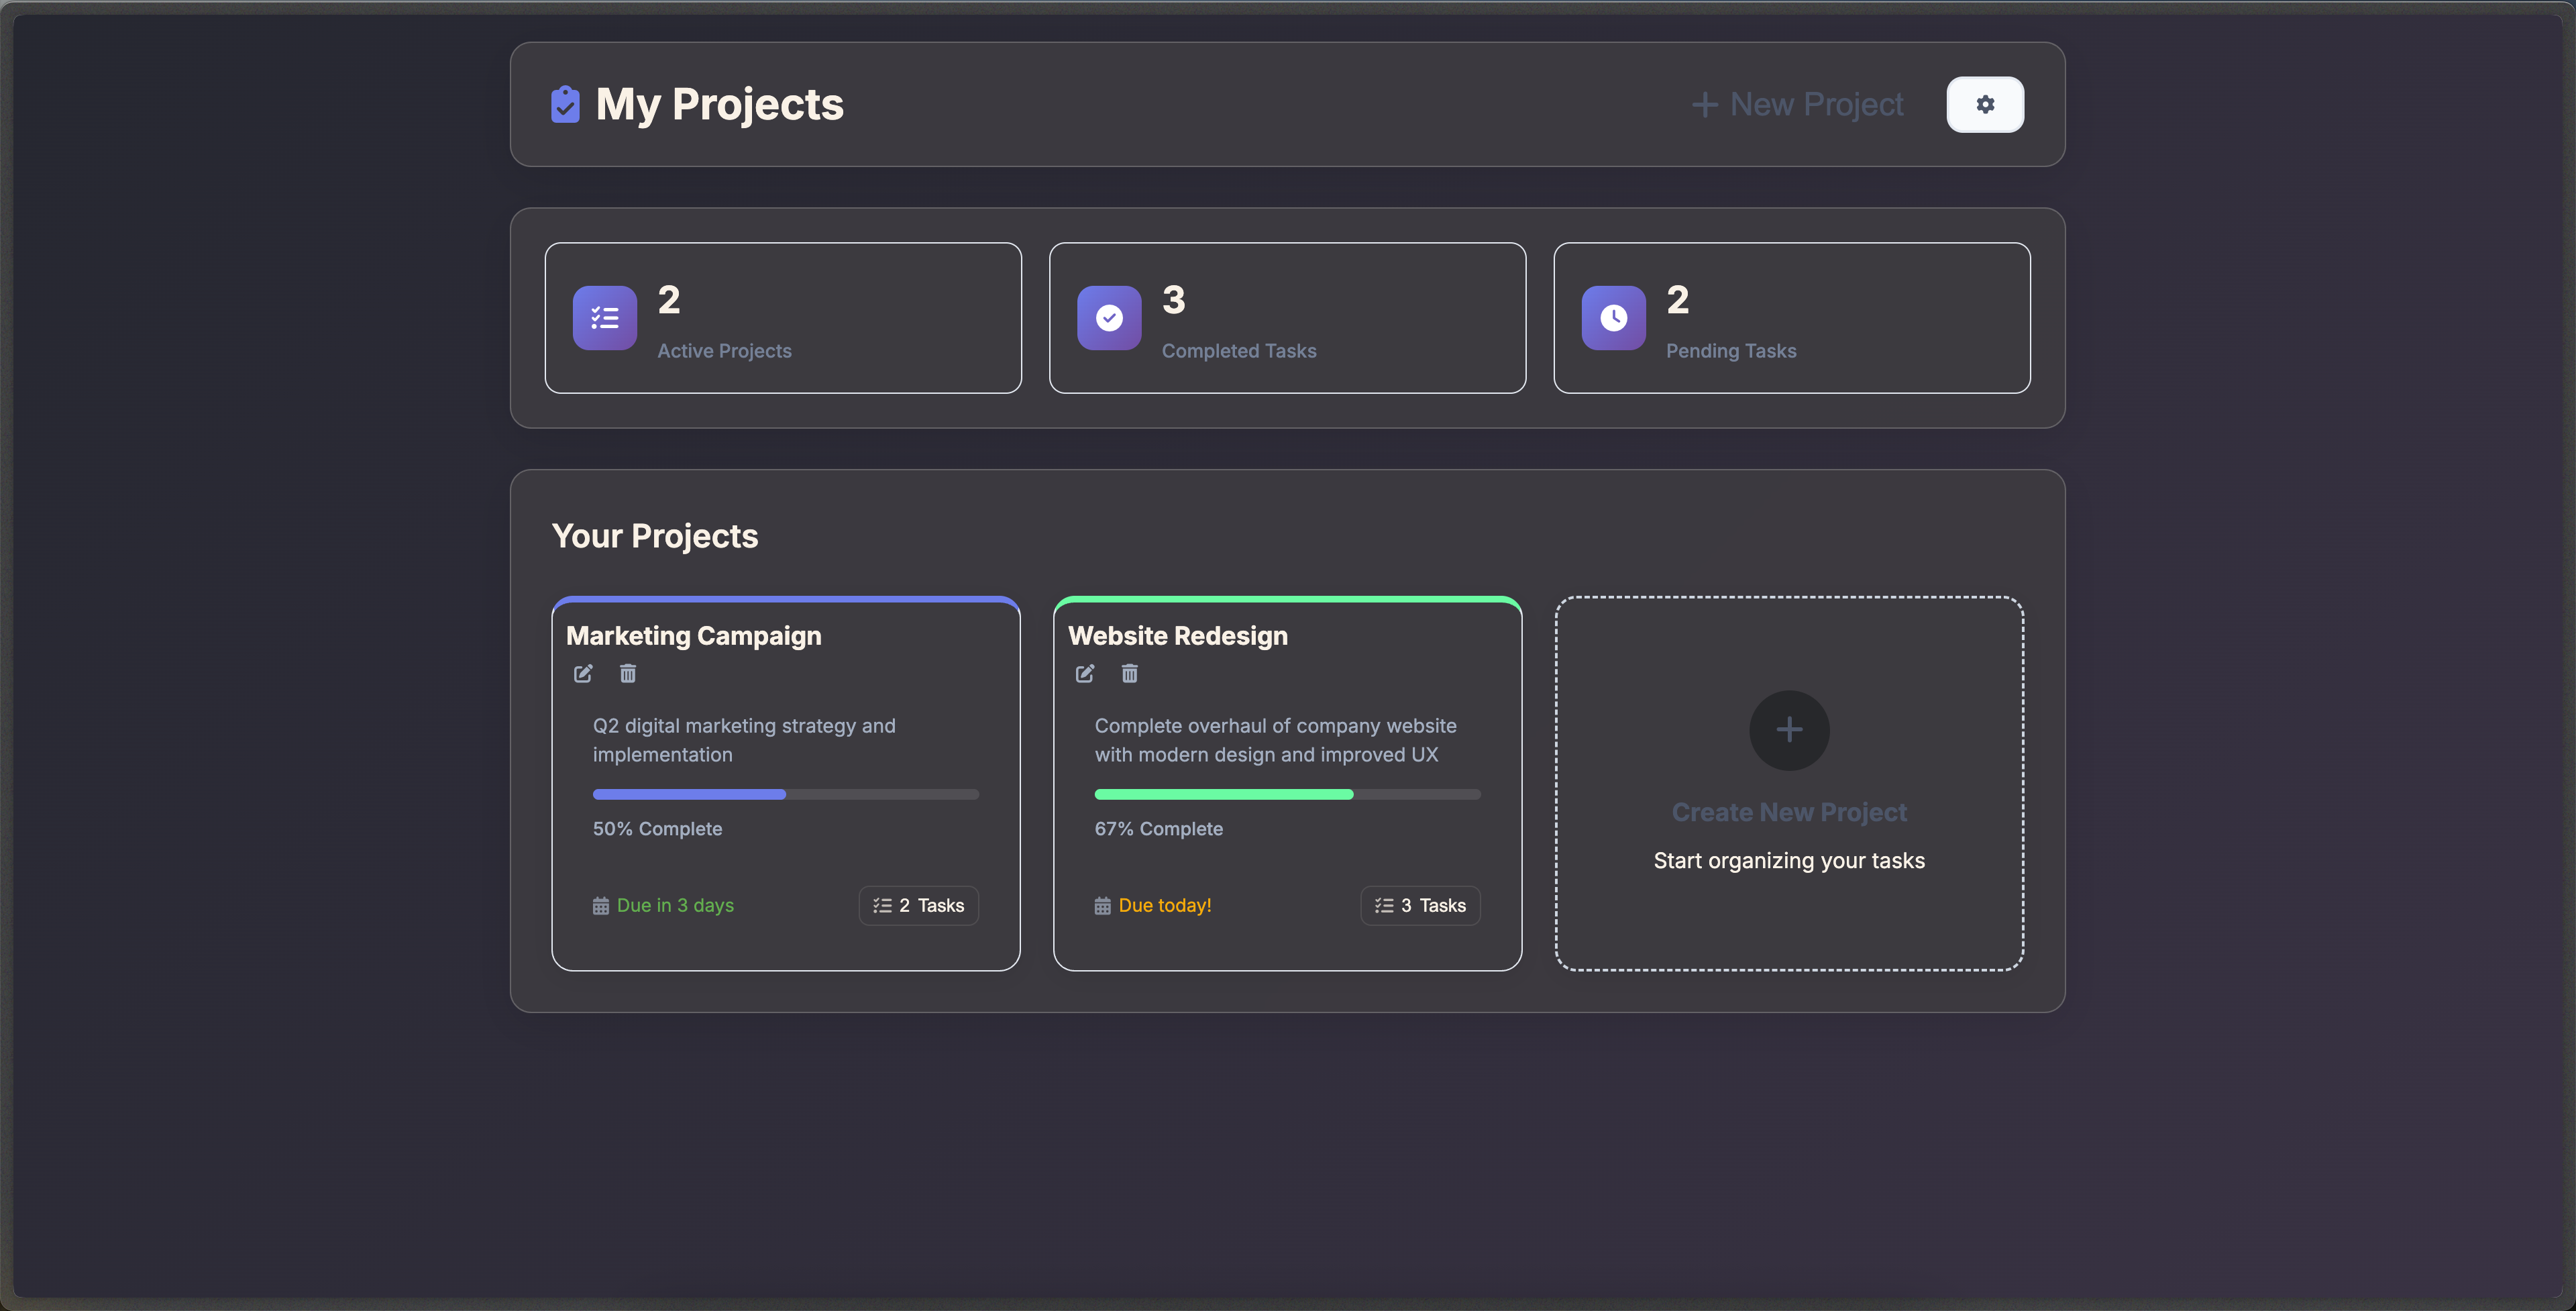 My Projects
New Project
2
Active Projects
3
Completed Tasks
2
Pending Tasks
Your Projects
Marketing Campaign
Q2 digital marketing strategy and
implementation
50% Complete
Due in 3 days
2 Tasks
Website Redesign
Complete overhaul of company website
with modern design and improved UX
67% Complete
Due today!
3 Tasks
Create New Project
Start organizing your tasks